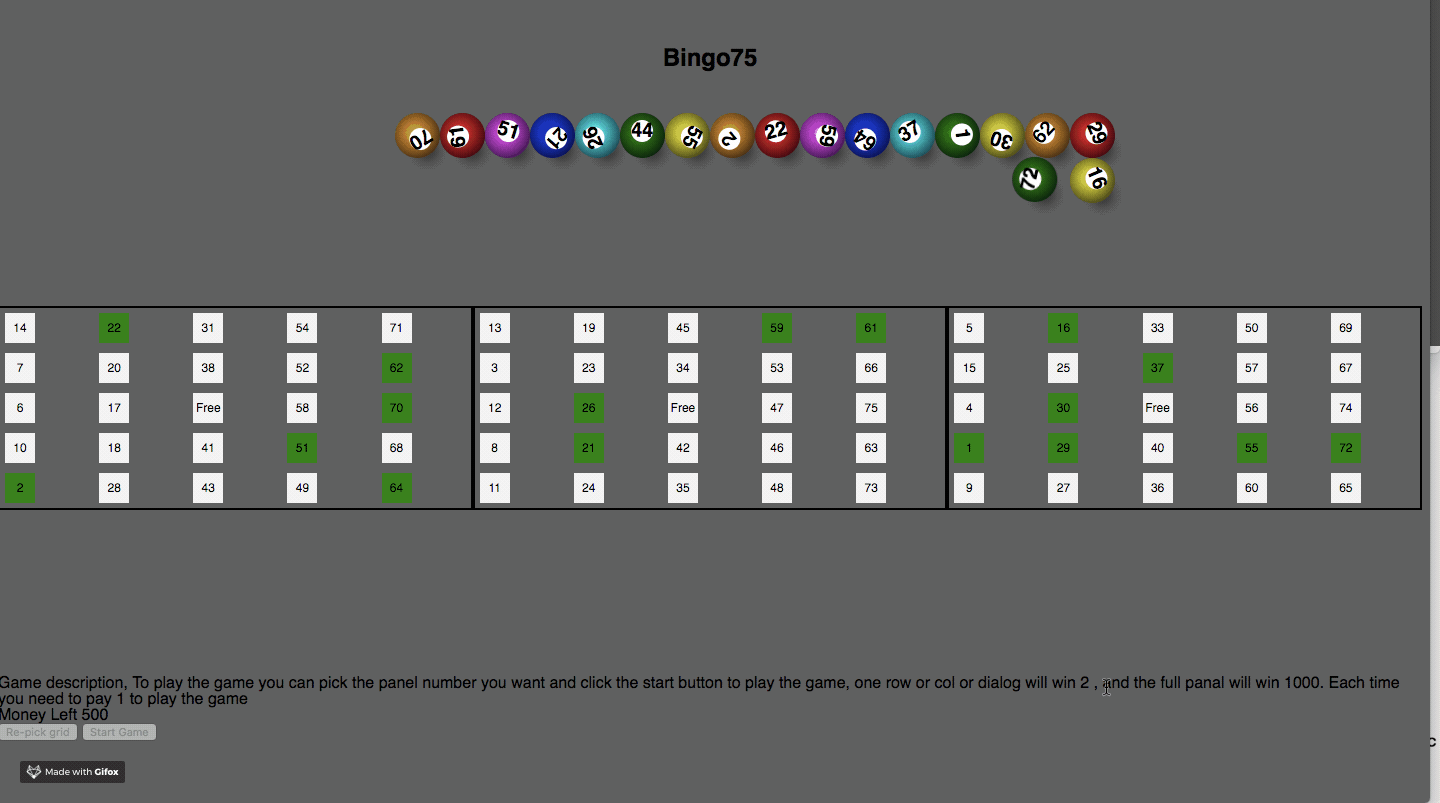 Bingo75
70 61 51 21 26 44 55 2 22 59 64 37 1 30 62 29
72 16
14 22 31 54 71 13 19 45 59 61 5 16 33 50 69
7 20 38 52 62 3 23 34 53 66 15 25 37 57 67
6 17 Free 58 70 12 26 Free 47 75 4 30 Free 56 74
10 18 41 51 68 8 21 42 46 63 1 29 40 55 72
2 28 43 49 64 11 24 35 48 73 9 27 36 60 65
Game description, To play the game you can pick the panel number you want and click the start button to play the game, one row or col or dialog will win 2 , and the full panal will win 1000. Each time
you need to pay 1 to play the game
Money Left 500
Re-pick grid Start Game
Made with Gifox